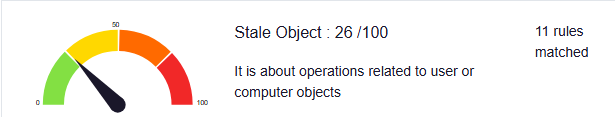 50
0
100
Stale Object : 26 /100
It is about operations related to user or
computer objects
11 rules
matched